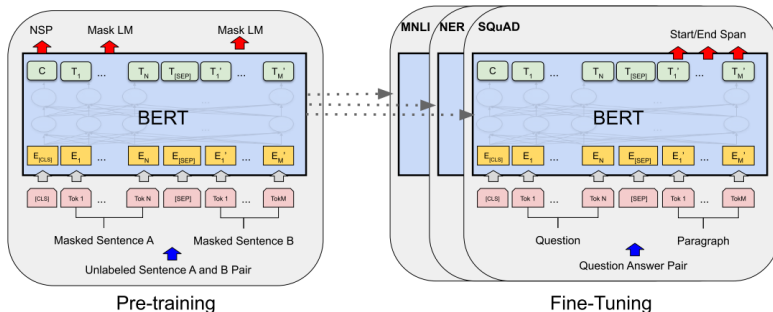 NSP Mask LM Mask LM
C T1 ... TN T[SEP] T1' ... TM'
BERT
E[CLS] E1 ... EN E[SEP] E1' ... EM'
[CLS] Tok 1 ... Tok N [SEP] Tok 1 ... TokM
Masked Sentence A Masked Sentence B
Unlabeled Sentence A and B Pair
Pre-training
MNLI NER SQuAD
Start/End Span
C T1 ... TN T[SEP] T1' ... TM'
BERT
E[CLS] E1 ... EN E[SEP] E1' ... EM'
[CLS] Tok 1 ... Tok N [SEP] Tok 1 ... TokM
Question Paragraph
Question Answer Pair
Fine-Tuning